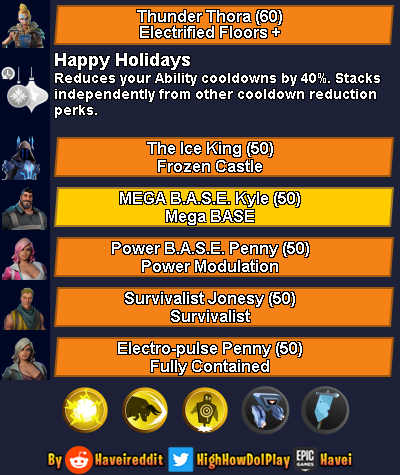 Thunder Thora (60)
Electrified Floors +
Happy Holidays
Reduces your Ability cooldowns by 40%. Stacks
independently from other cooldown reduction
perks.
The Ice King (50)
Frozen Castle
MEGA B.A.S.E. Kyle (50)
Mega BASE
Power B.A.S.E. Penny (50)
Power Modulation
Survivalist Jonesy (50)
Survivalist
Electro-pulse Penny (50)
Fully Contained
By Haveireddit HighHowDoIPlay EPIC GAMES Havei